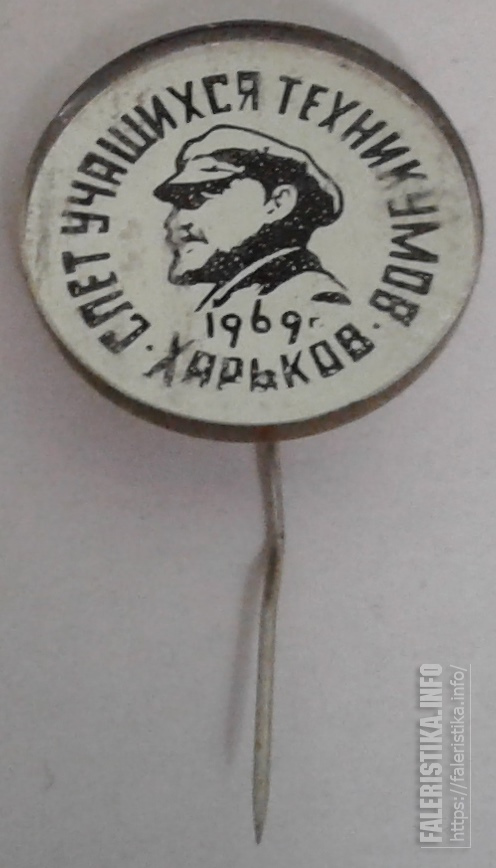 СЛЕТ УЧАЩИХСЯ ТЕХНИКУМОВ
1969г.
· ХАРЬКОВ ·
FALERISTIKA.INFO
https://faleristika.info/